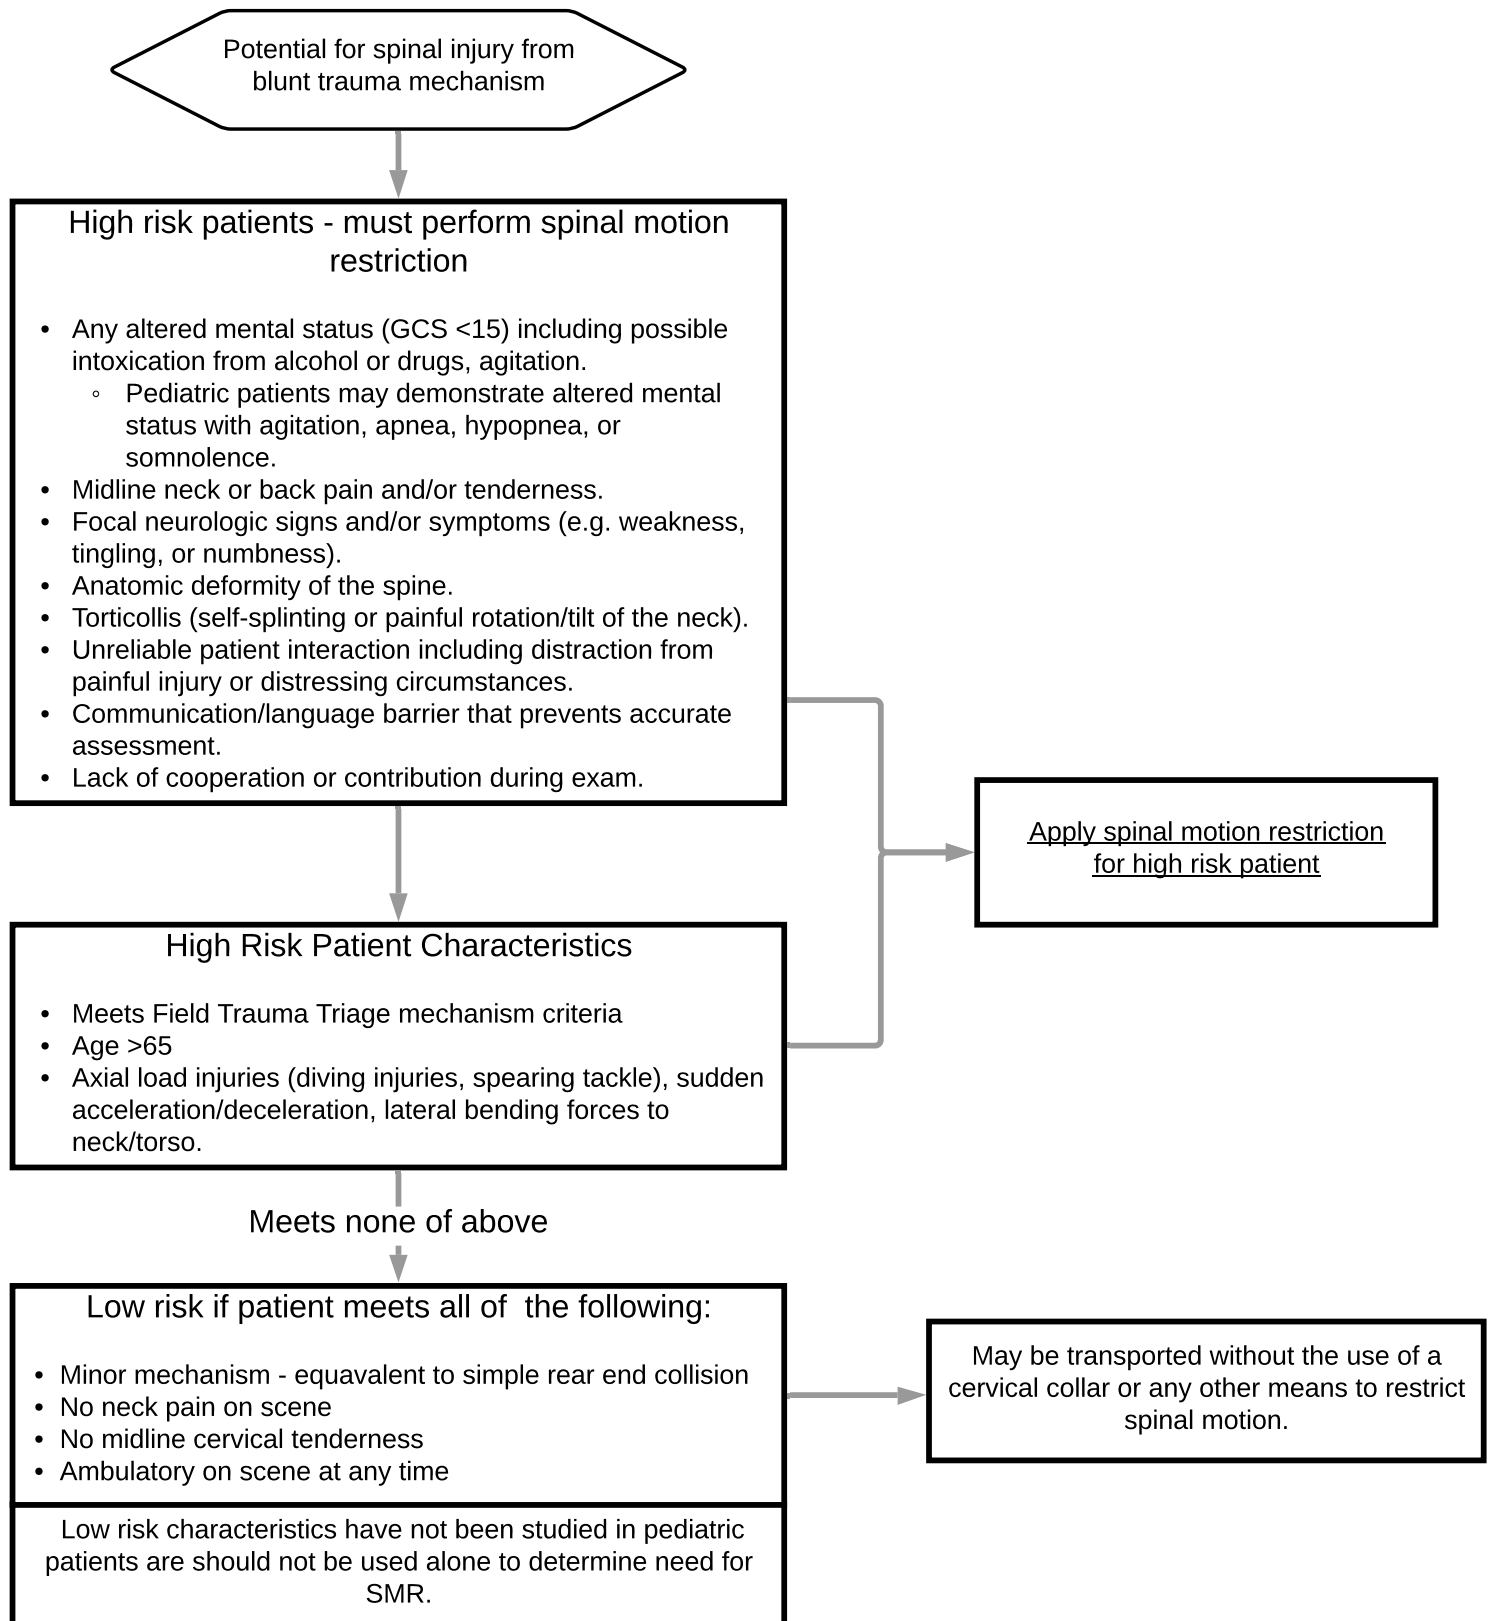 Potential for spinal injury from
blunt trauma mechanism
High risk patients - must perform spinal motion
restriction
• Any altered mental status (GCS <15) including possible
intoxication from alcohol or drugs, agitation.
◦ Pediatric patients may demonstrate altered mental
status with agitation, apnea, hypopnea, or
somnolence.
• Midline neck or back pain and/or tenderness.
• Focal neurologic signs and/or symptoms (e.g. weakness,
tingling, or numbness).
• Anatomic deformity of the spine.
• Torticollis (self-splinting or painful rotation/tilt of the neck).
• Unreliable patient interaction including distraction from
painful injury or distressing circumstances.
• Communication/language barrier that prevents accurate
assessment.
• Lack of cooperation or contribution during exam.
Apply spinal motion restriction
for high risk patient
High Risk Patient Characteristics
• Meets Field Trauma Triage mechanism criteria
• Age >65
• Axial load injuries (diving injuries, spearing tackle), sudden
acceleration/deceleration, lateral bending forces to
neck/torso.
Meets none of above
Low risk if patient meets all of  the following:
• Minor mechanism - equavalent to simple rear end collision
• No neck pain on scene
• No midline cervical tenderness
• Ambulatory on scene at any time
May be transported without the use of a
cervical collar or any other means to restrict
spinal motion.
Low risk characteristics have not been studied in pediatric
patients are should not be used alone to determine need for
SMR.